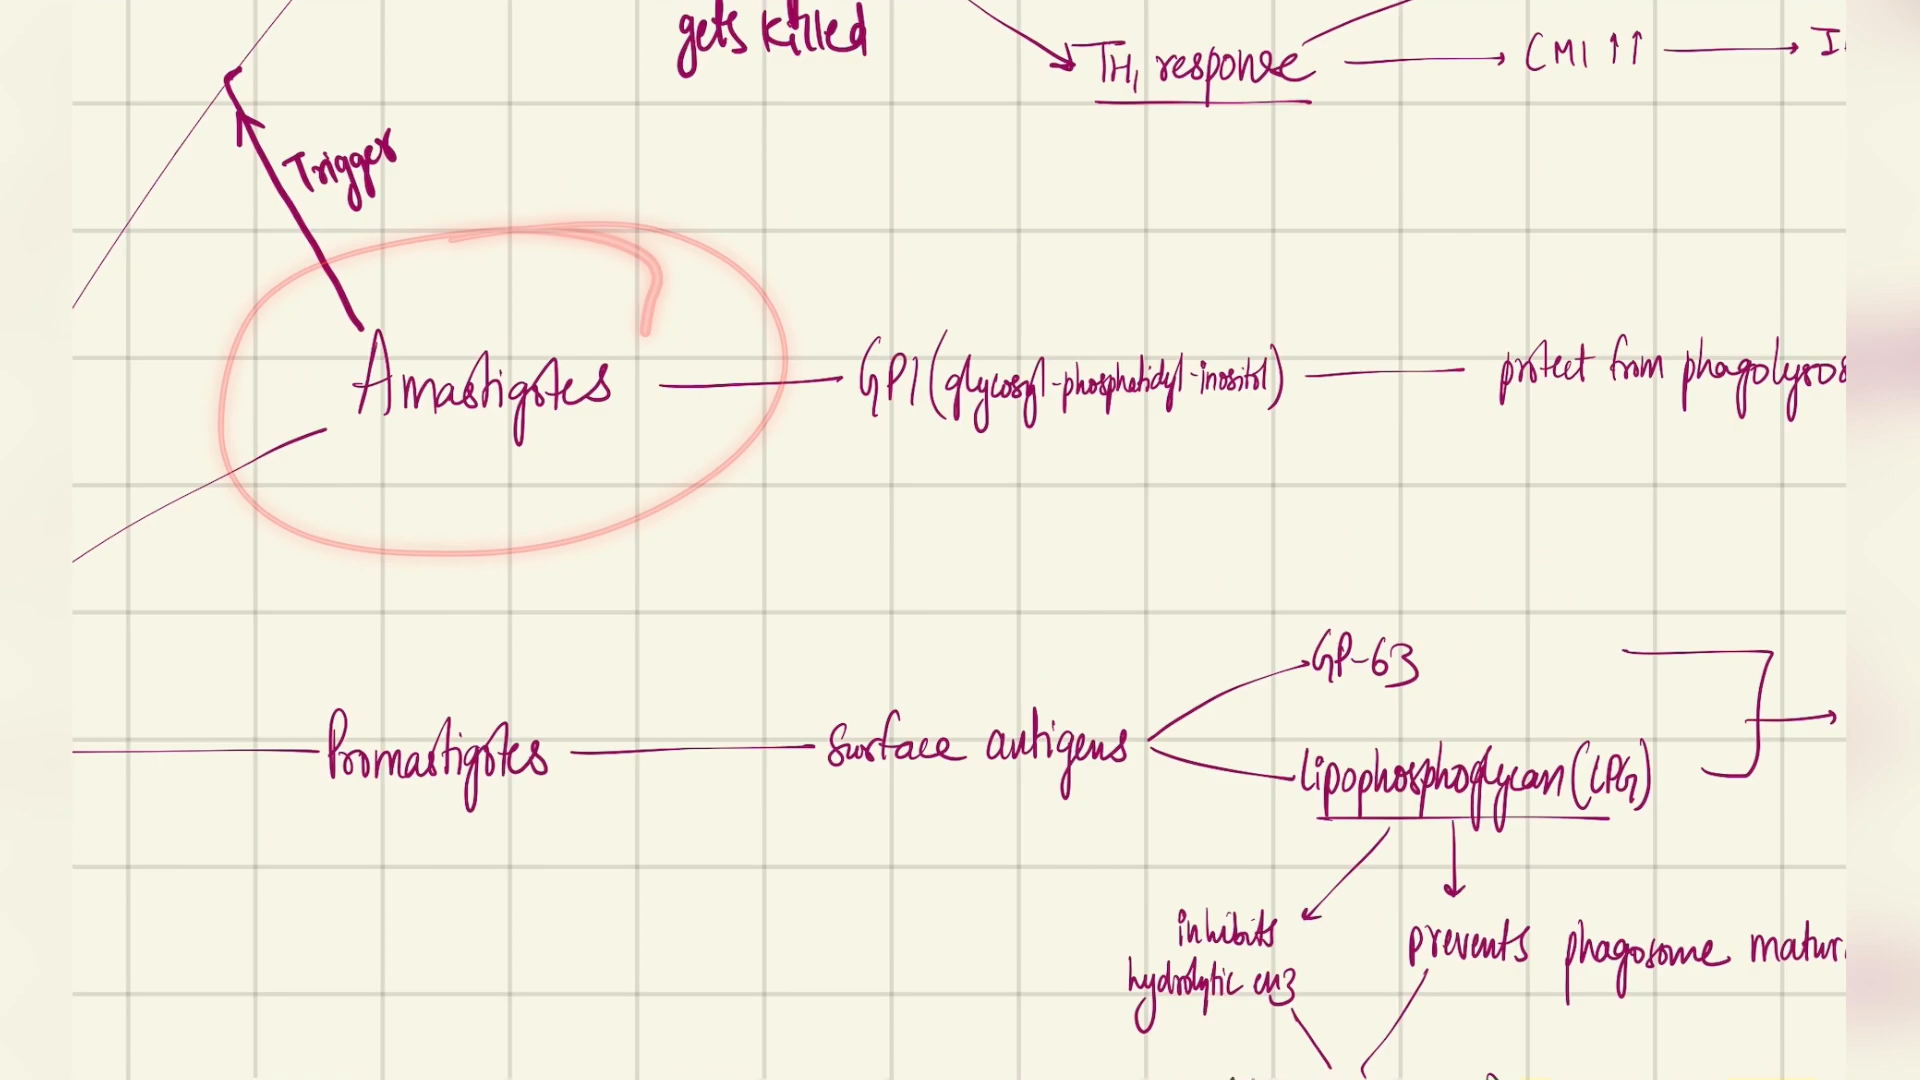 gets killed
TH1 response
CMI ↑↑
Trigger
Amastigotes
GPI (glycosyl-phosphatidyl-inositol)
protect from
Promastigotes
Surface antigens
GP-63
Lipophosphoglycan (LPG)
inhibits
hydrolytic enz
prevents phagosome